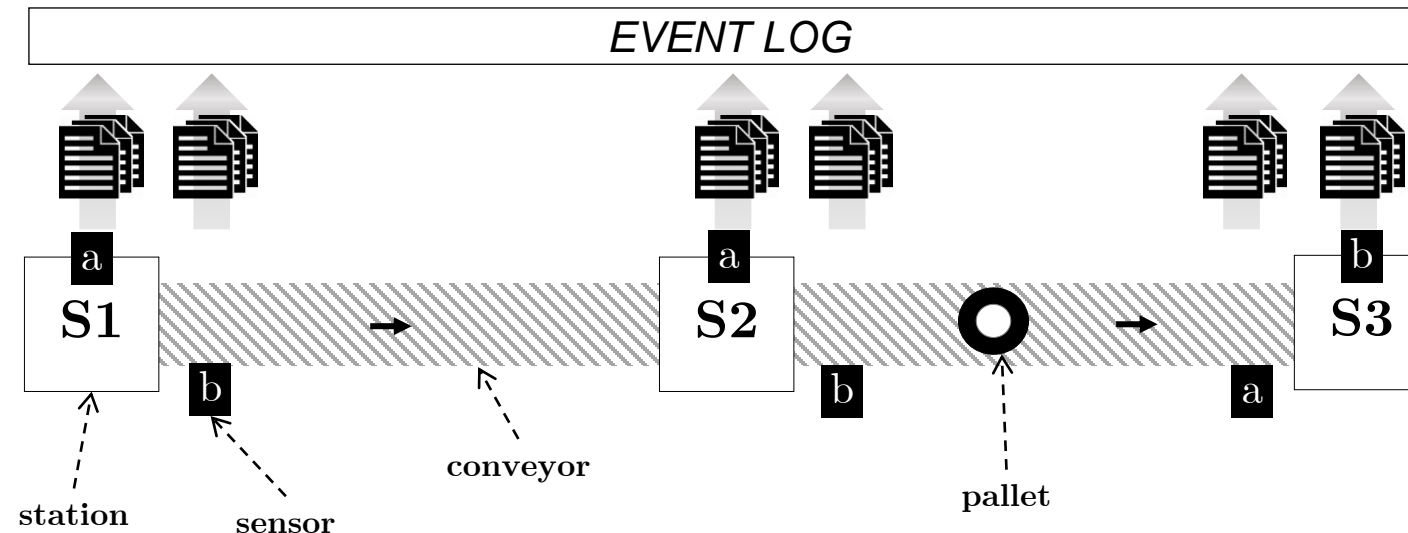 EVENT LOG
a
a
b
S1
S2
S3
b
b
a
conveyor
pallet
station
sensor